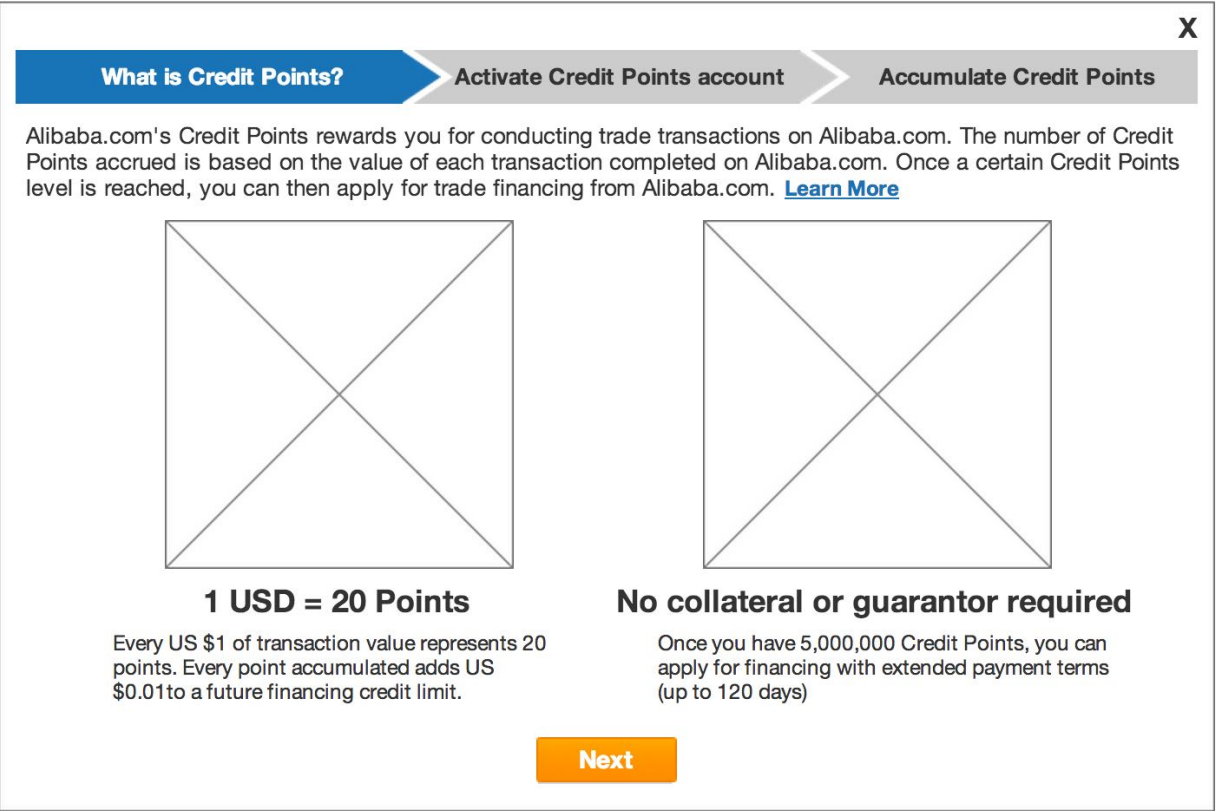 X
What is Credit Points?
Activate Credit Points account
Accumulate Credit Points
Alibaba.com's Credit Points rewards you for conducting trade transactions on Alibaba.com. The number of Credit
Points accrued is based on the value of each transaction completed on Alibaba.com. Once a certain Credit Points
level is reached, you can then apply for trade financing from Alibaba.com. Learn More
1 USD = 20 Points
Every US $1 of transaction value represents 20
points. Every point accumulated adds US
$0.01to a future financing credit limit.
No collateral or guarantor required
Once you have 5,000,000 Credit Points, you can
apply for financing with extended payment terms
(up to 120 days)
Next